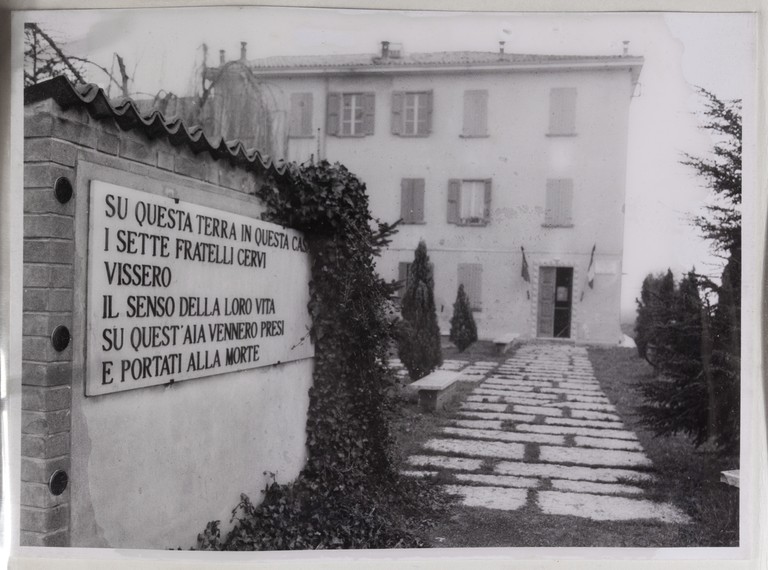 SU QUESTA TERRA IN QUESTA CAS
I SETTE FRATELLI CERVI
VISSERO
IL SENSO DELLA LORO VITA
SU QUEST'AIA VENNERO PRESI
E PORTATI ALLA MORTE